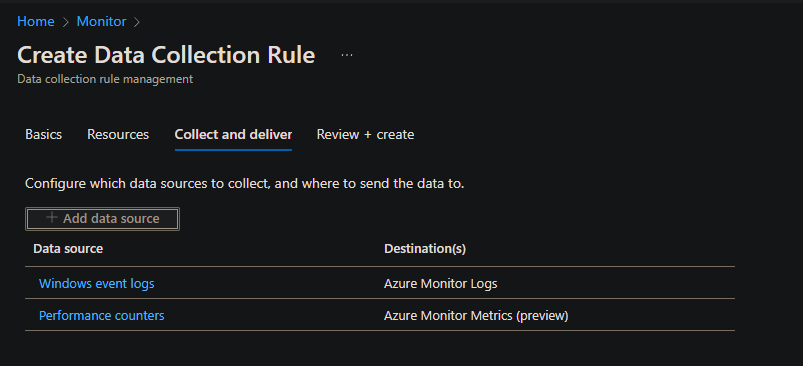 Home > Monitor >
Create Data Collection Rule ...
Data collection rule management
Basics Resources Collect and deliver Review + create
Configure which data sources to collect, and where to send the data to.
+ Add data source
Data source Destination(s)
Windows event logs Azure Monitor Logs
Performance counters Azure Monitor Metrics (preview)